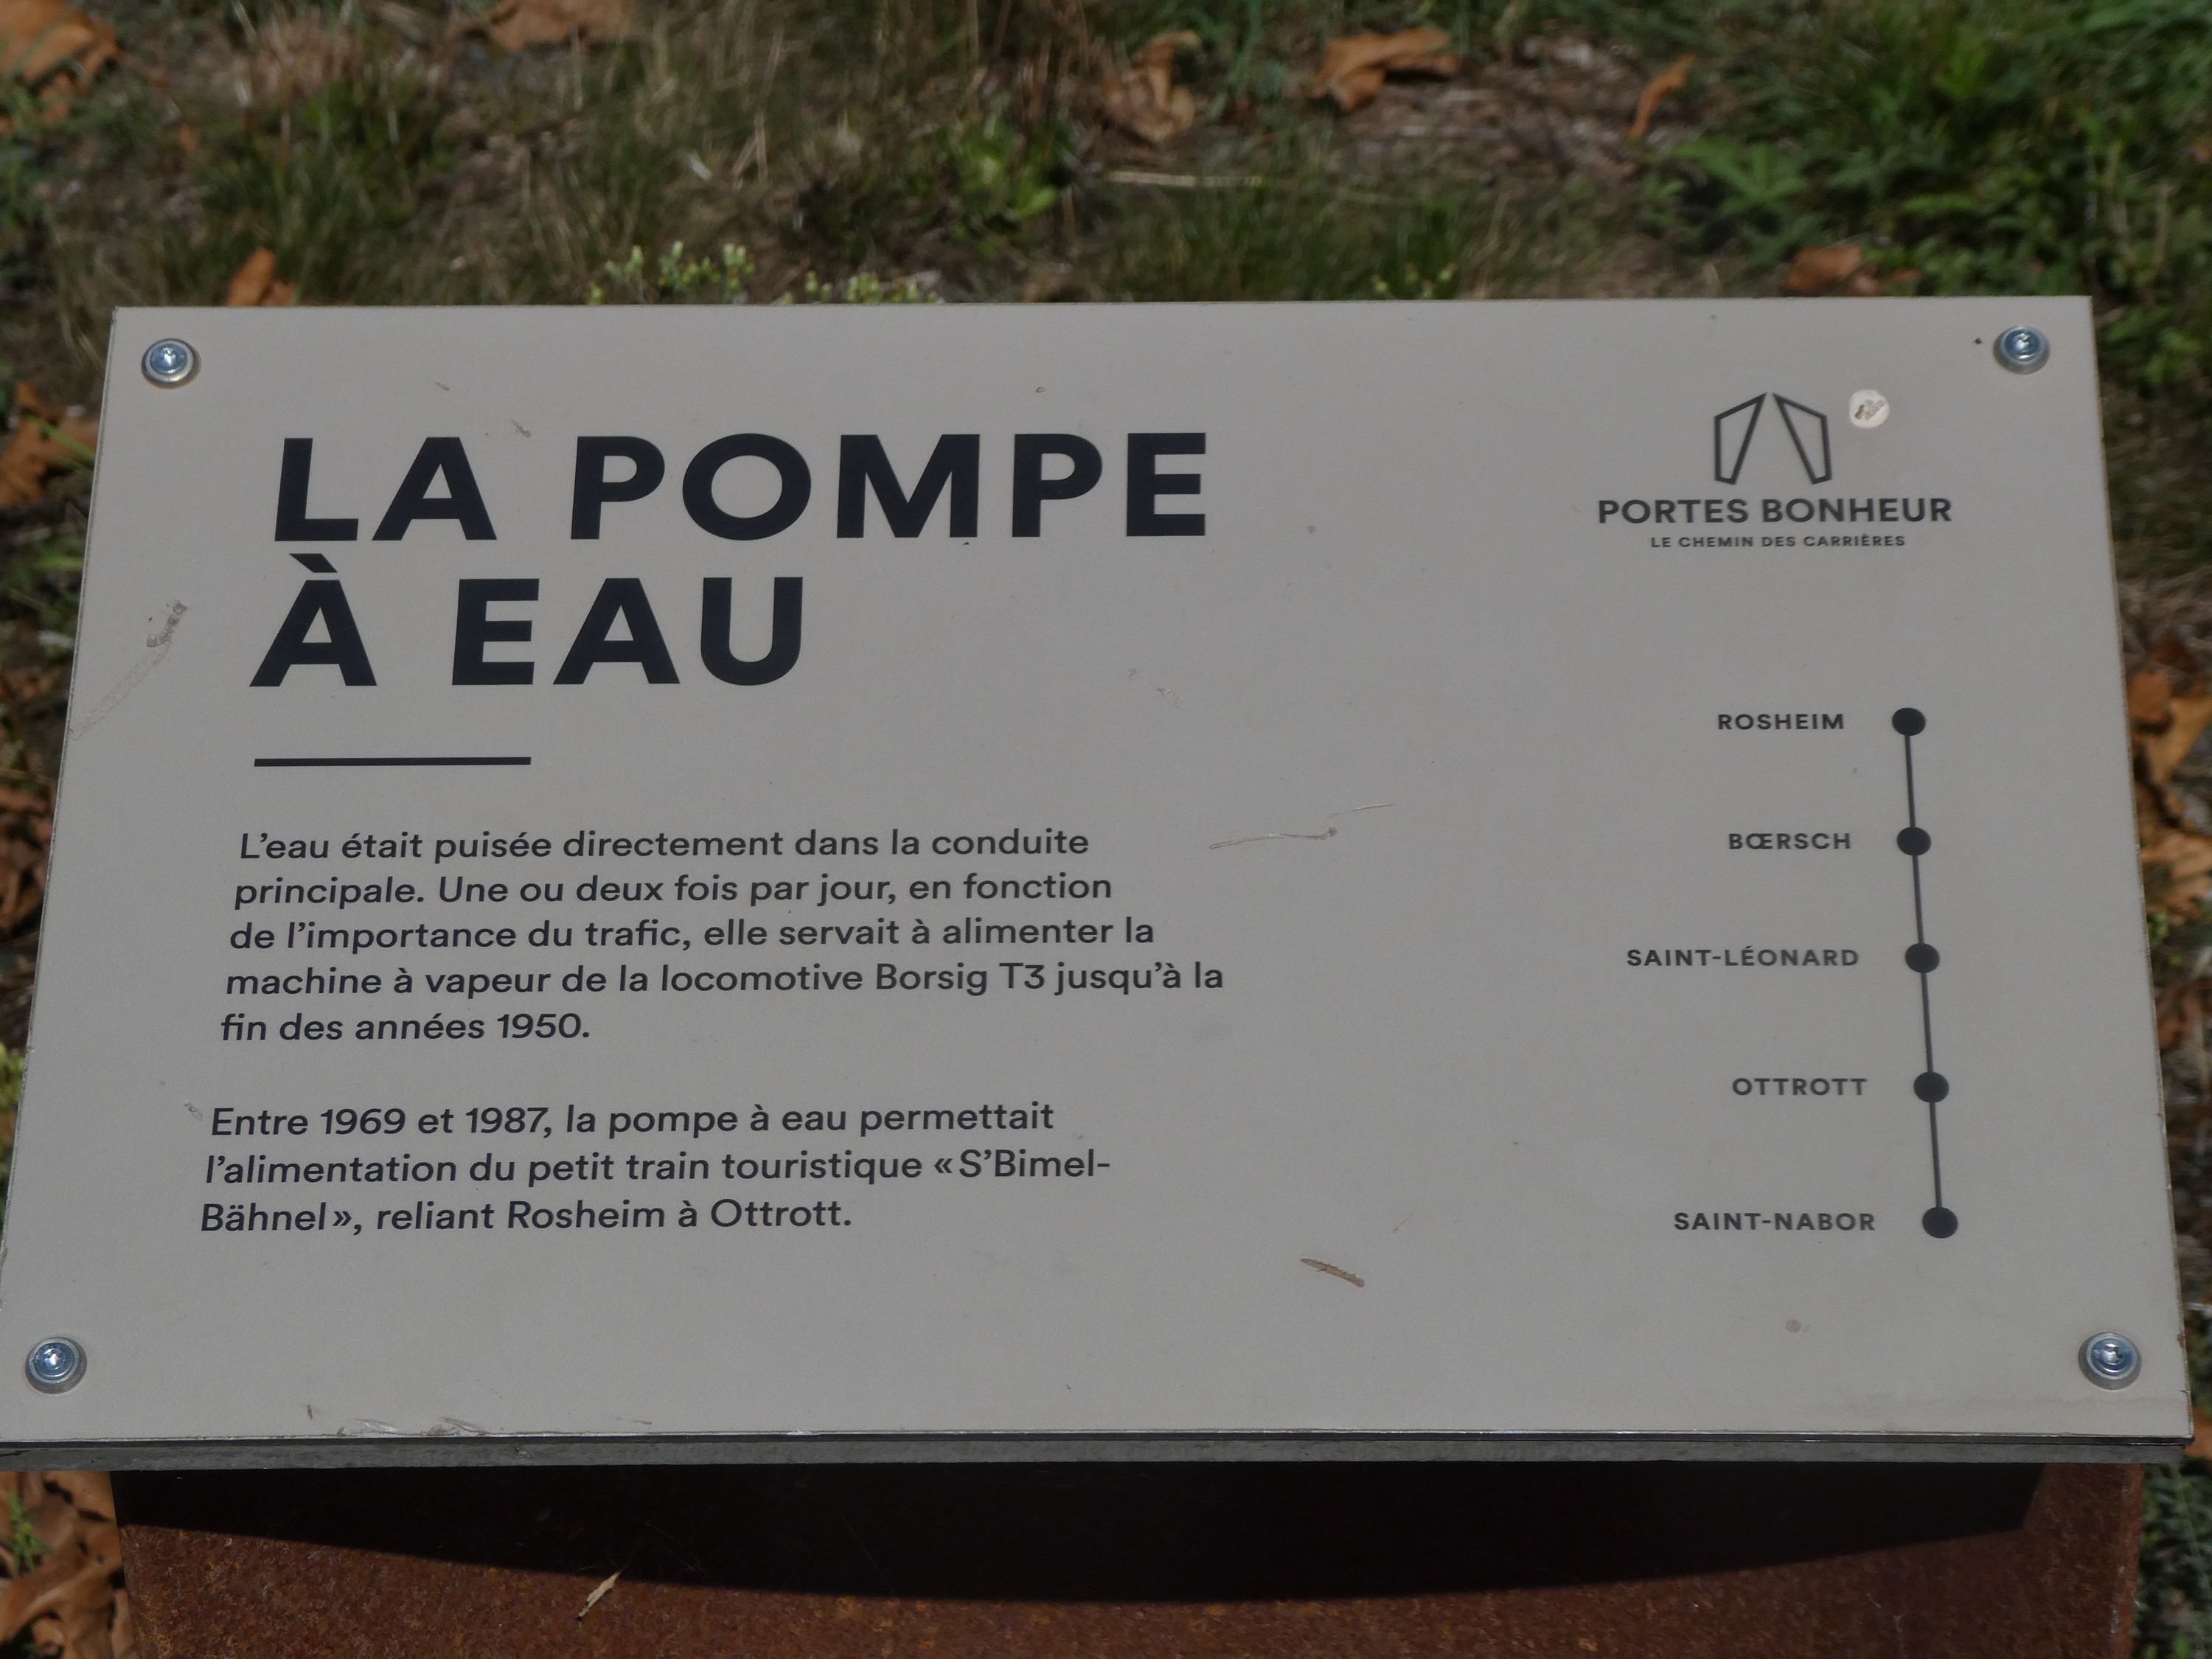 LA POMPE
À EAU
L'eau était puisée directement dans la conduite
principale. Une ou deux fois par jour, en fonction
de l'importance du trafic, elle servait à alimenter la
machine à vapeur de la locomotive Borsig T3 jusqu'à la
fin des années 1950.
Entre 1969 et 1987, la pompe à eau permettait
l'alimentation du petit train touristique « S'Bimel-
Bähnel », reliant Rosheim à Ottrott.
PORTES BONHEUR
LE CHEMIN DES CARRIÈRES
ROSHEIM
BŒRSCH
SAINT-LÉONARD
OTTROTT
SAINT-NABOR